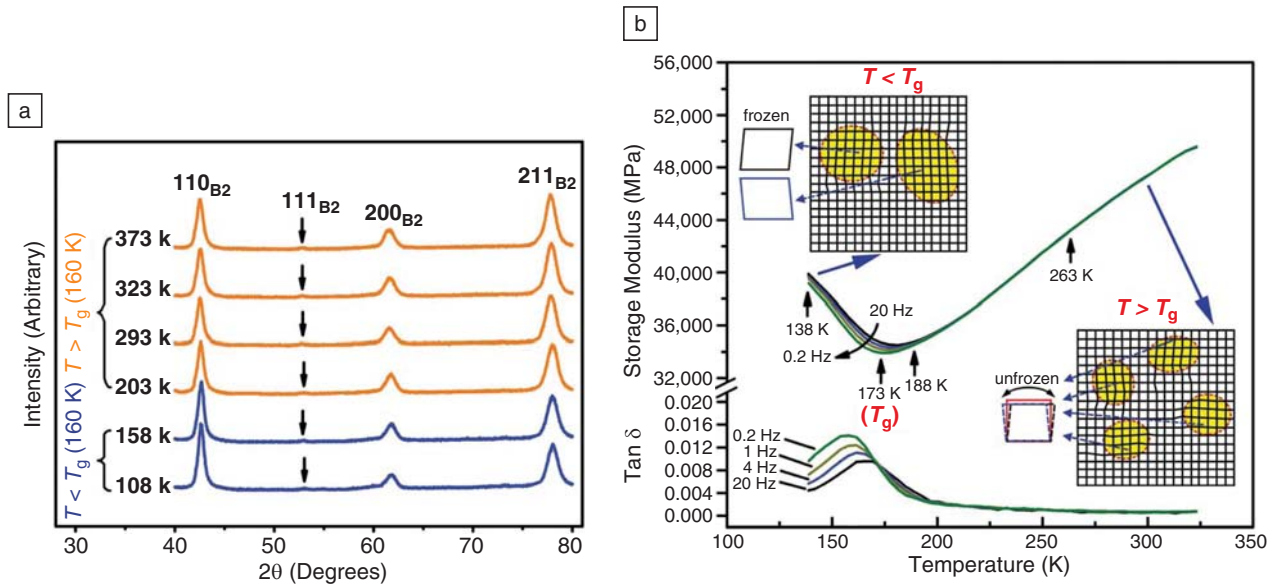 a
Intensity (Arbitrary)
T < Tg (160 K) T > Tg (160 K)
110B2
111B2
200B2
211B2
373 k
323 k
293 k
203 k
158 k
108 k
30 40 50 60 70 80
2θ (Degrees)
b
Storage Modulus (MPa)
56,000
52,000
48,000
44,000
40,000
36,000
32,000
T < Tg
frozen
263 K
138 K
20 Hz
0.2 Hz
188 K
173 K
(Tg)
T > Tg
unfrozen
Tan δ
0.020
0.016
0.012
0.008
0.004
0.000
0.2 Hz
1 Hz
4 Hz
20 Hz
100 150 200 250 300 350
Temperature (K)